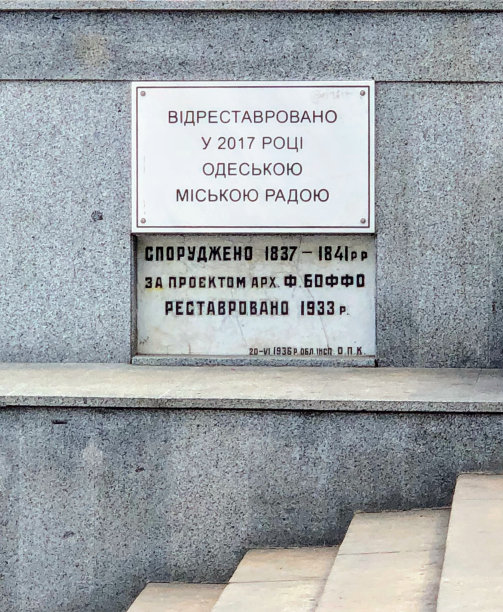 ВІДРЕСТАВРОВАНО
У 2017 РОЦІ
ОДЕСЬКОЮ
МІСЬКОЮ РАДОЮ
СПОРУДЖЕНО 1837 – 1841 р р
ЗА ПРОЕКТОМ АРХ. Ф. БОФФО
РЕСТАВРОВАНО 1933 р.
20-VI 1936 Р. ОБЛ. ІНСП. О.П.К.